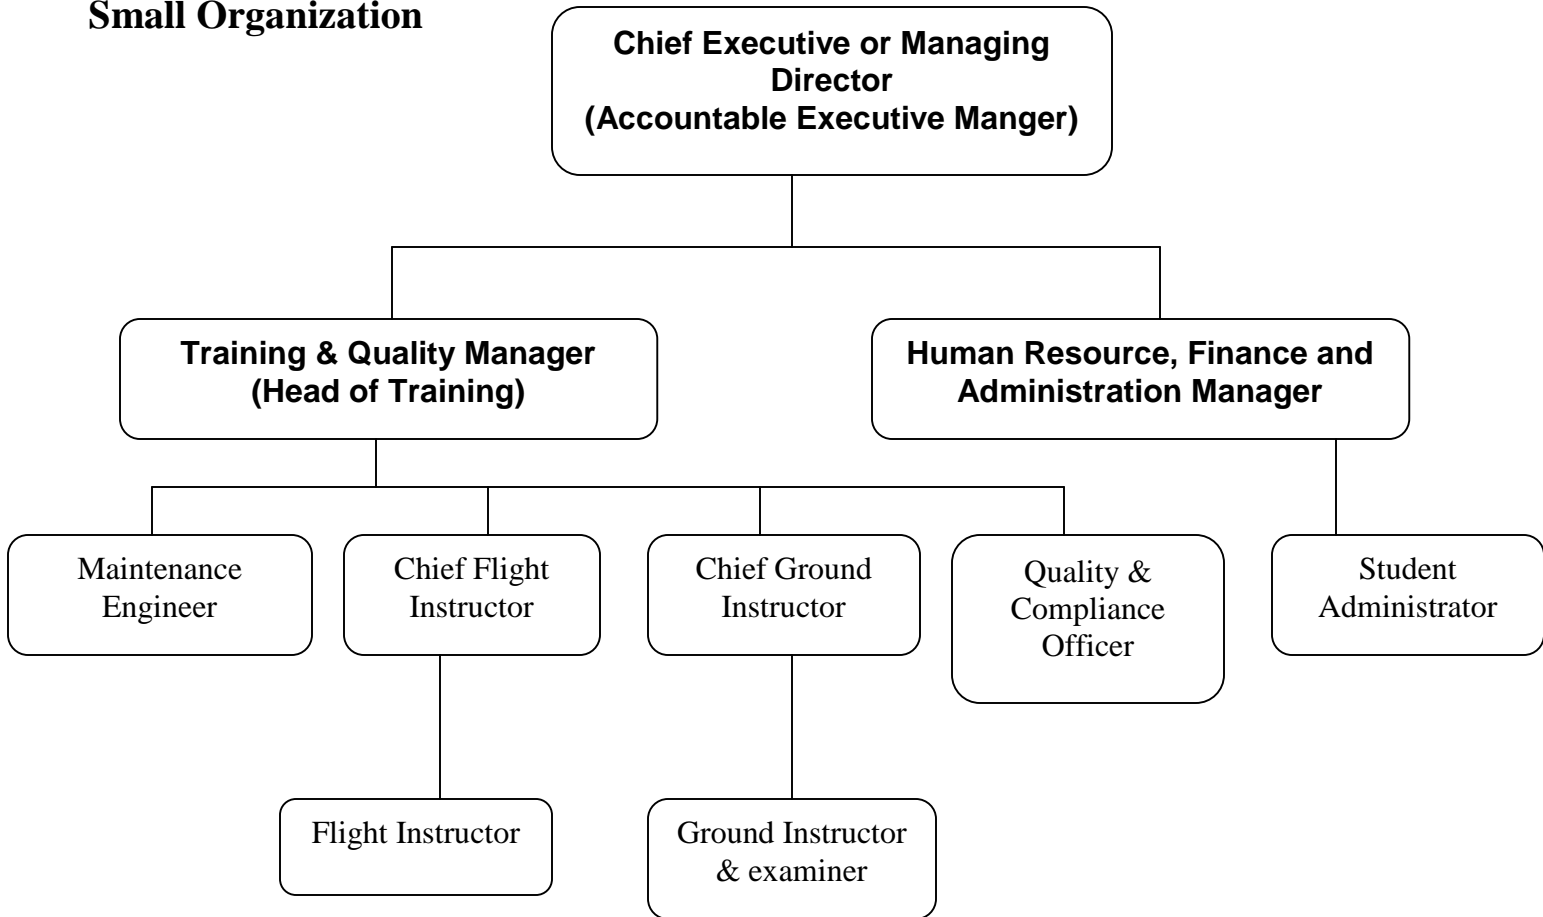 Small Organization
Chief Executive or Managing
Director
(Accountable Executive Manger)
Training & Quality Manager
(Head of Training)
Human Resource, Finance and
Administration Manager
Maintenance
Engineer
Chief Flight
Instructor
Chief Ground
Instructor
Quality &
Compliance
Officer
Student
Administrator
Flight Instructor
Ground Instructor
& examiner